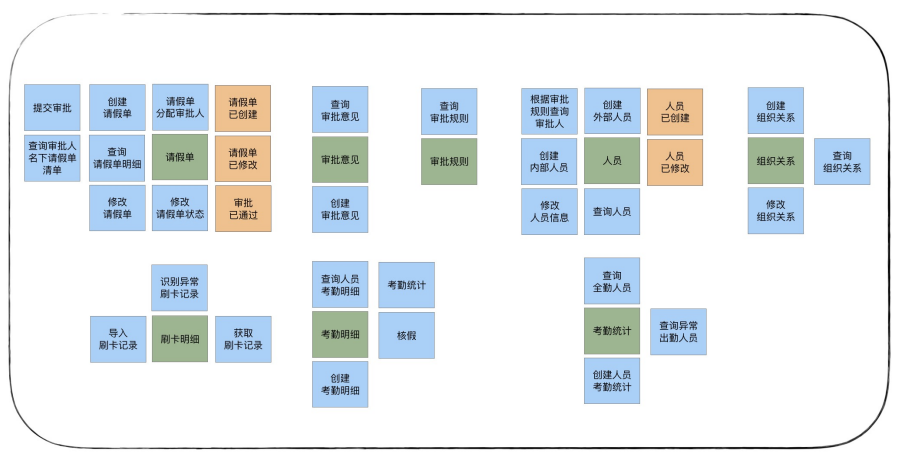 提交审批
创建
请假单
请假单
分配审批人
请假单
已创建
查询审批人
名下请假单
清单
查询
请假单明细
请假单
请假单
已修改
修改
请假单
修改
请假单状态
审批
已通过
查询
审批意见
审批意见
创建
审批意见
查询
审批规则
审批规则
根据审批
规则查询
审批人
创建
外部人员
人员
已创建
创建
内部人员
人员
人员
已修改
修改
人员信息
查询人员
创建
组织关系
组织关系
查询
组织关系
修改
组织关系
识别异常
刷卡记录
导入
刷卡记录
刷卡明细
获取
刷卡记录
查询人员
考勤明细
考勤统计
考勤明细
核假
创建
考勤明细
查询
全勤人员
考勤统计
查询异常
出勤人员
创建人员
考勤统计